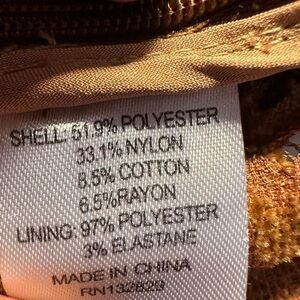 SHELL: 51.9% POLYESTER
33.1% NYLON
8.5% COTTON
6.5%RAYON
LINING: 97% POLYESTER
3% ELASTANE
MADE IN CHINA
RN132829